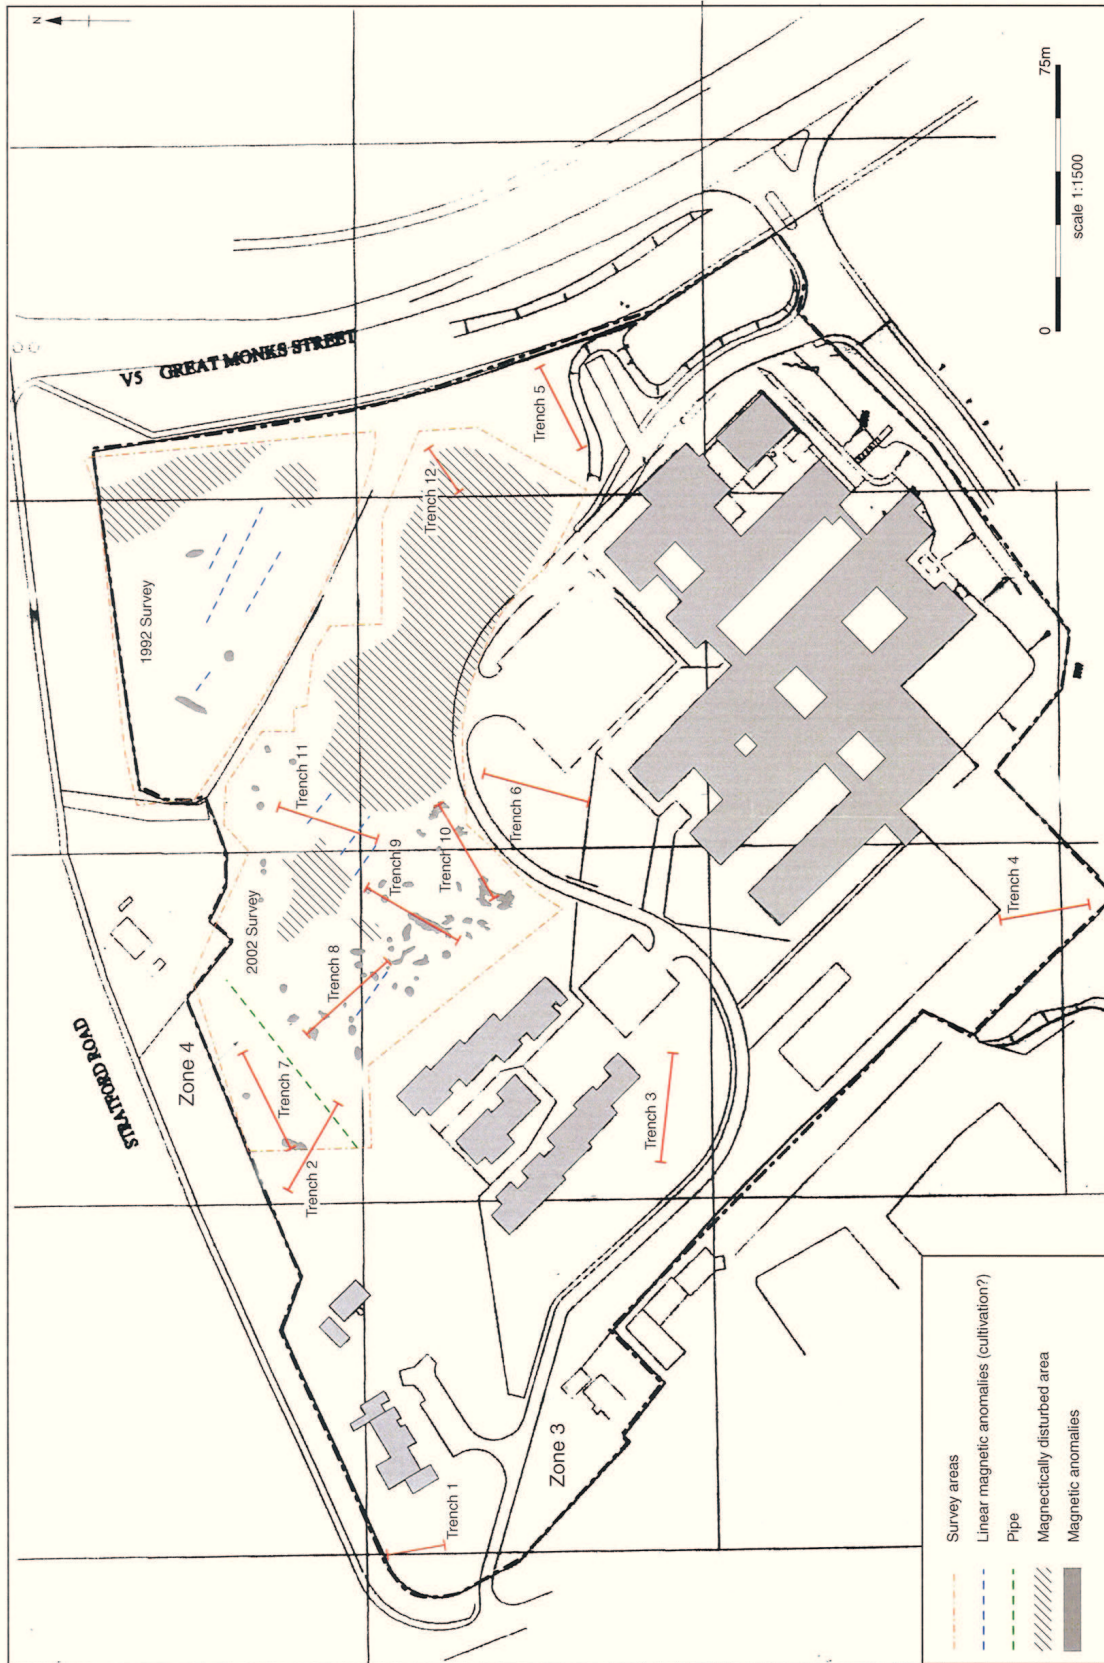 N
STRATFORD ROAD
V5 GREAT MONKS STREET
Zone 4
Zone 3
1992 Survey
2002 Survey
Trench 1
Trench 2
Trench 3
Trench 4
Trench 5
Trench 6
Trench 7
Trench 8
Trench 9
Trench 10
Trench 11
Trench 12
Survey areas
Linear magnetic anomalies (cultivation?)
Pipe
Magnectically disturbed area
Magnetic anomalies
0
75m
scale 1:1500